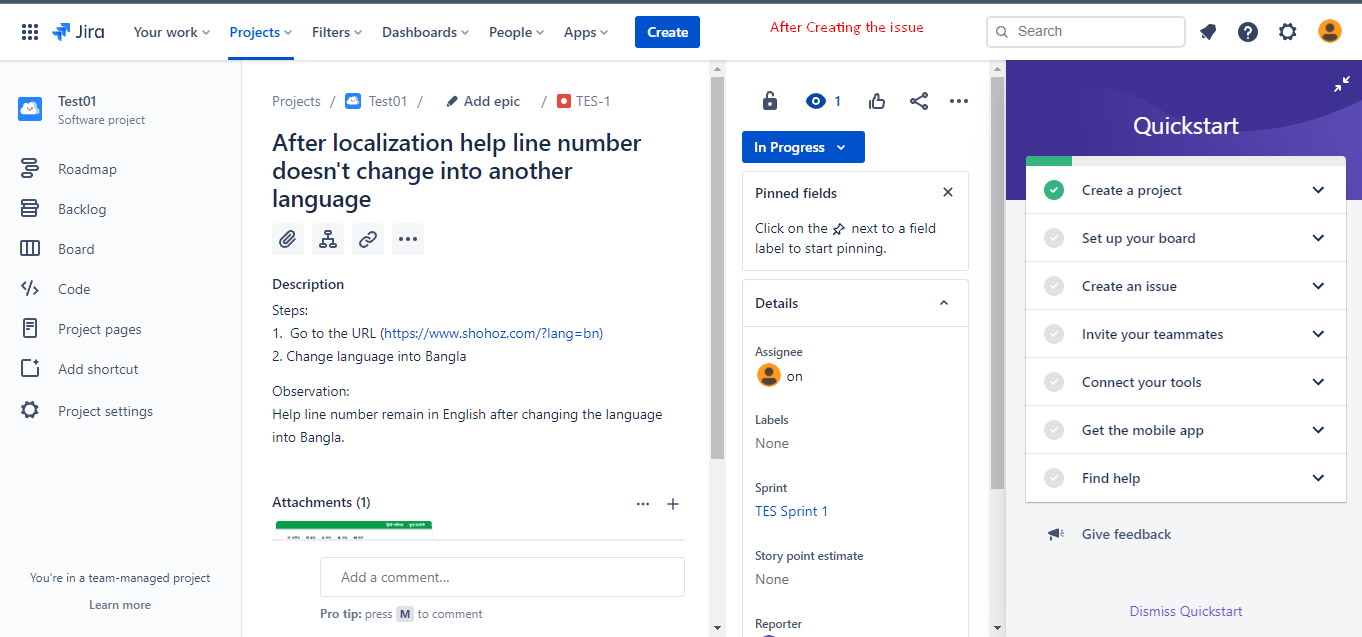 Jira
Your work
Projects
Filters
Dashboards
People
Apps
Create
After Creating the issue
Search
Test01
Software project
Roadmap
Backlog
Board
Code
Project pages
Add shortcut
Project settings
You're in a team-managed project
Learn more
Projects / Test01 / Add epic / TES-1
After localization help line number
doesn't change into another
language
Description
Steps:
1. Go to the URL (https://www.shohoz.com/?lang=bn)
2. Change language into Bangla
Observation:
Help line number remain in English after changing the language
into Bangla.
Attachments (1)
Add a comment...
Pro tip: press M to comment
1
In Progress
Pinned fields
Click on the next to a field
label to start pinning.
Details
Assignee
on
Labels
None
Sprint
TES Sprint 1
Story point estimate
None
Reporter
Quickstart
Create a project
Set up your board
Create an issue
Invite your teammates
Connect your tools
Get the mobile app
Find help
Give feedback
Dismiss Quickstart